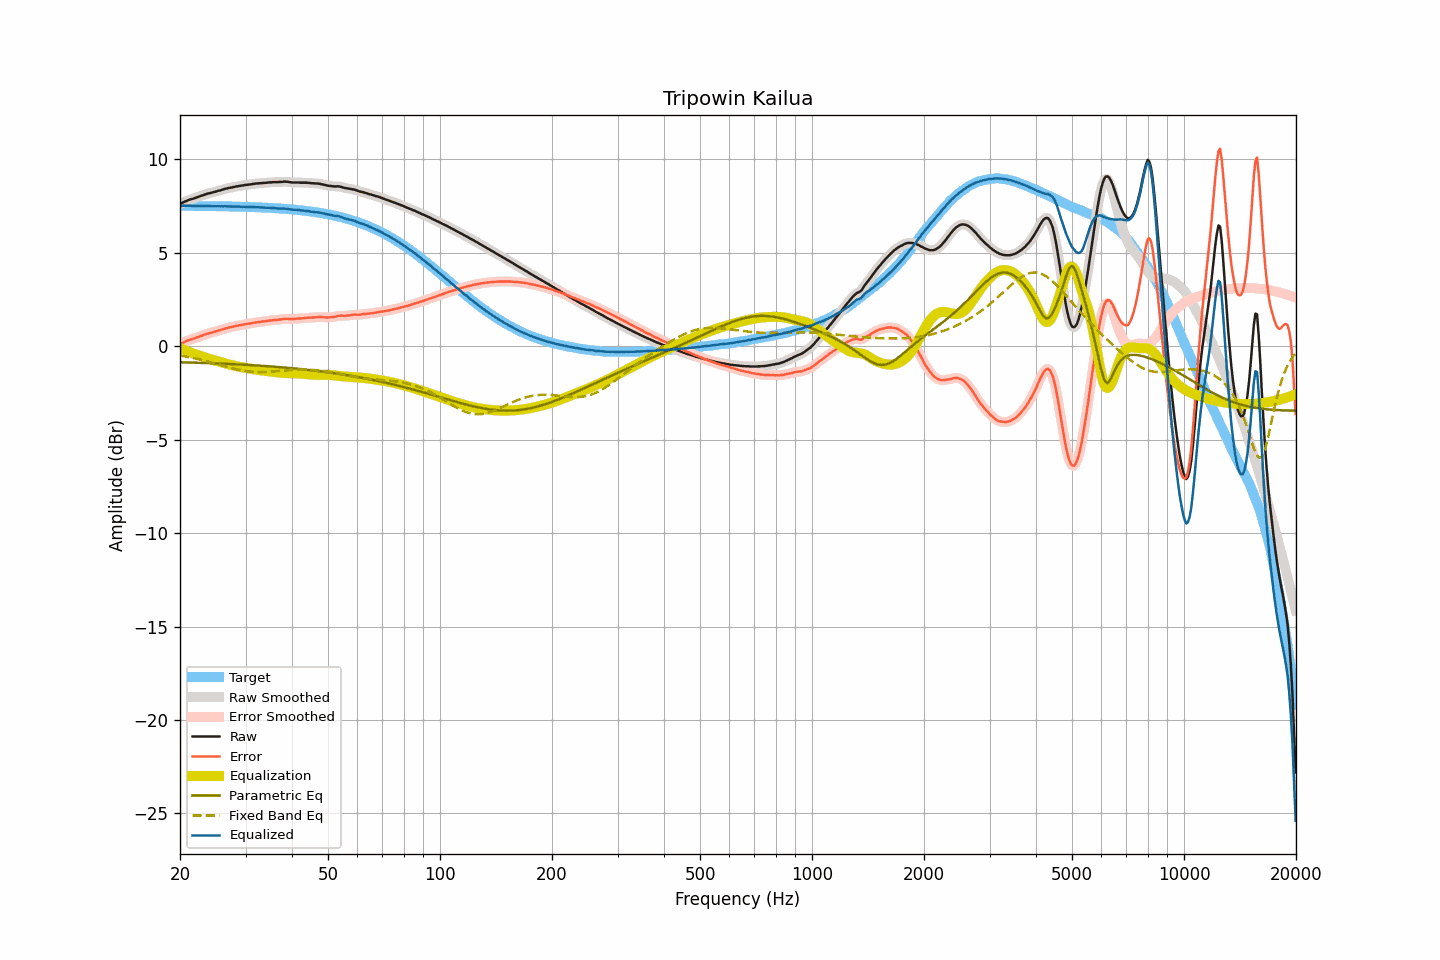 Tripowin Kailua
Amplitude (dBr)
10
5
0
−5
−10
−15
−20
−25
Target
Raw Smoothed
Error Smoothed
Raw
Error
Equalization
Parametric Eq
Fixed Band Eq
Equalized
20 50 100 200 500 1000 2000 5000 10000 20000
Frequency (Hz)